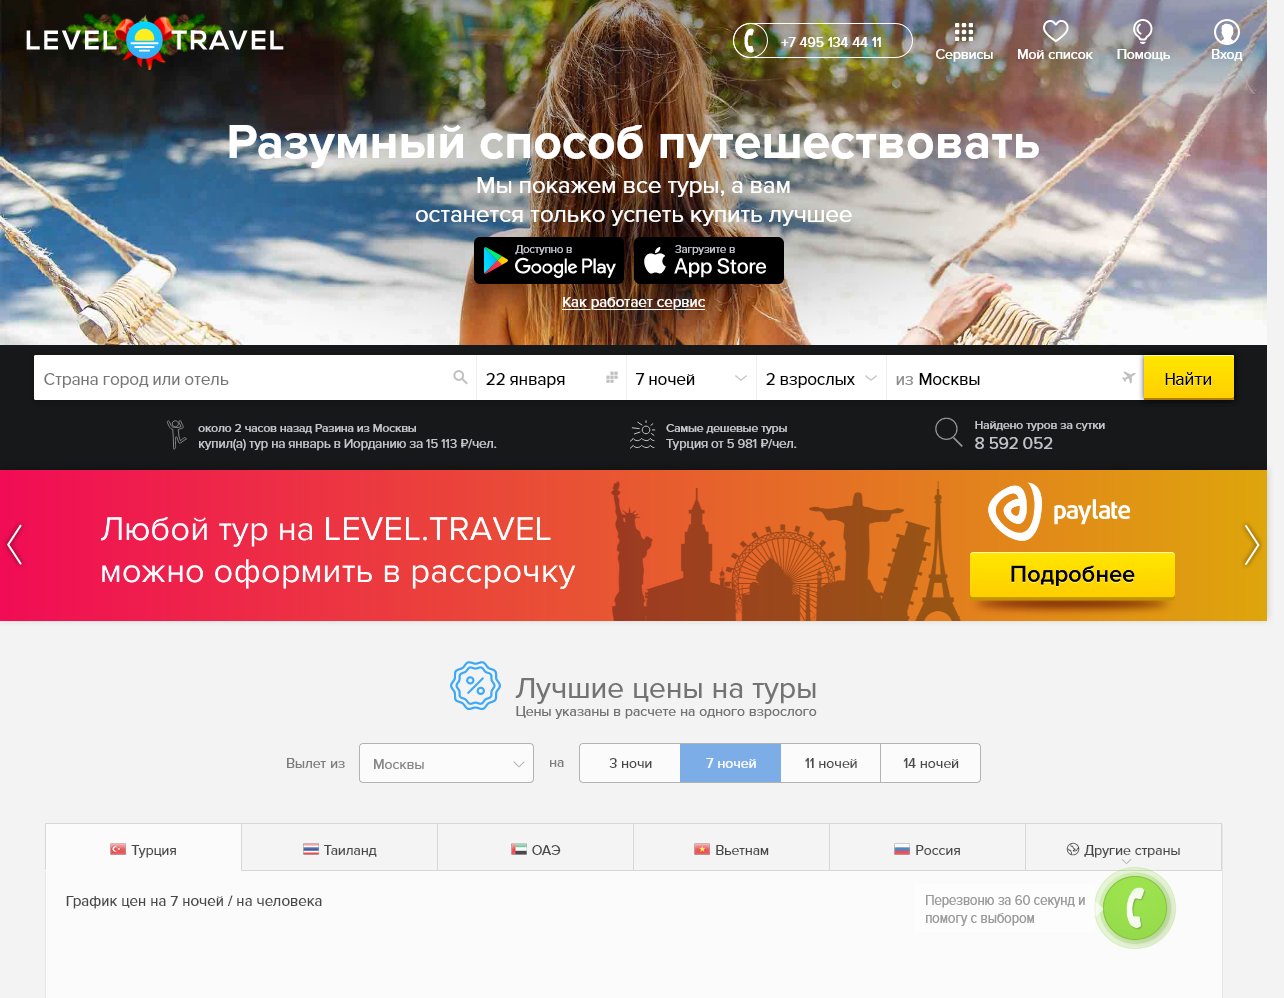 LEVEL TRAVEL
+7 495 134 44 11
Сервисы
Мой список
Помощь
Вход
Разумный способ путешествовать
Мы покажем все туры, а вам
останется только успеть купить лучшее
Доступно в
Google Play
Загрузите в
App Store
Как работает сервис
Страна город или отель
22 января
7 ночей
2 взрослых
из Москвы
Найти
около 2 часов назад Разина из Москвы
купил(а) тур на январь в Иорданию за 15 113 ₽/чел.
Самые дешевые туры
Турция от 5 981 ₽/чел.
Найдено туров за сутки
8 592 052
Любой тур на LEVEL.TRAVEL
можно оформить в рассрочку
paylate
Подробнее
Лучшие цены на туры
Цены указаны в расчете на одного взрослого
Вылет из
Москвы
на
3 ночи
7 ночей
11 ночей
14 ночей
Турция
Таиланд
ОАЭ
Вьетнам
Россия
Другие страны
График цен на 7 ночей / на человека
Перезвоню за 60 секунд и
помогу с выбором